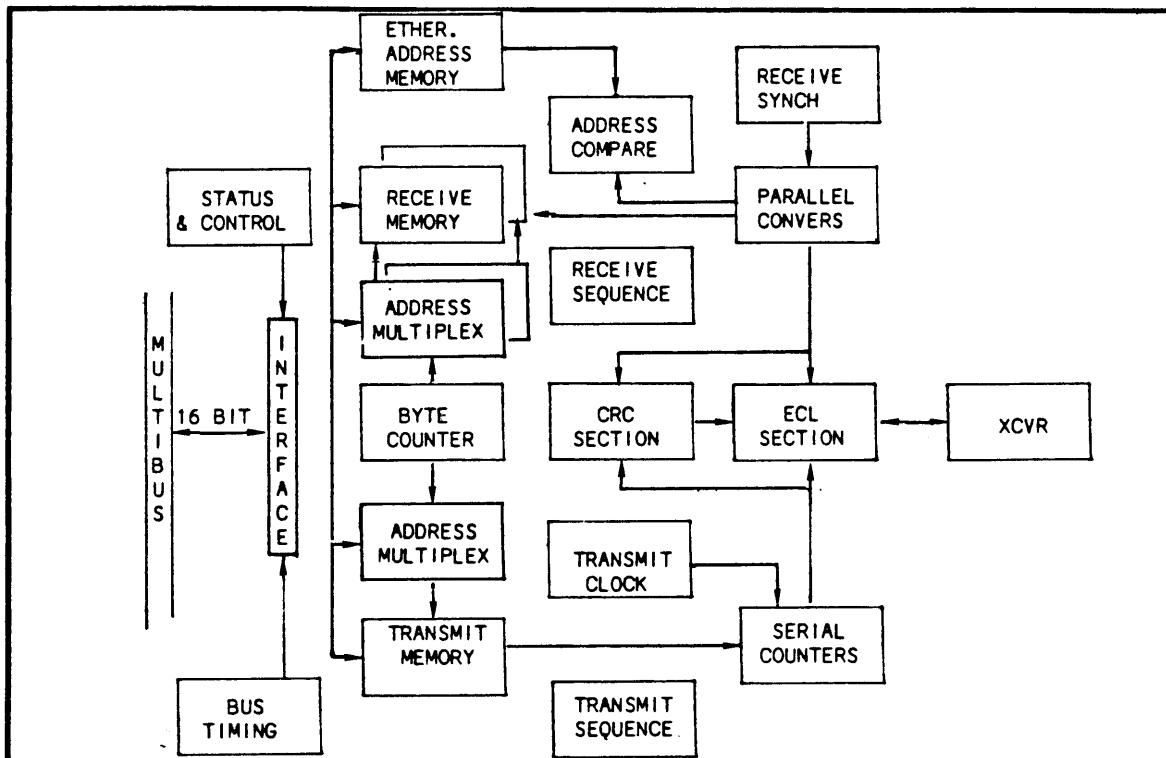 ETHER.
ADDRESS
MEMORY
RECEIVE
SYNCH
ADDRESS
COMPARE
STATUS
& CONTROL
RECEIVE
MEMORY
PARALLEL
CONVERS
RECEIVE
SEQUENCE
ADDRESS
MULTIPLEX
MULTIBUS
16 BIT
INTERFACE
BYTE
COUNTER
CRC
SECTION
ECL
SECTION
XCVR
ADDRESS
MULTIPLEX
TRANSMIT
CLOCK
TRANSMIT
MEMORY
SERIAL
COUNTERS
BUS
TIMING
TRANSMIT
SEQUENCE